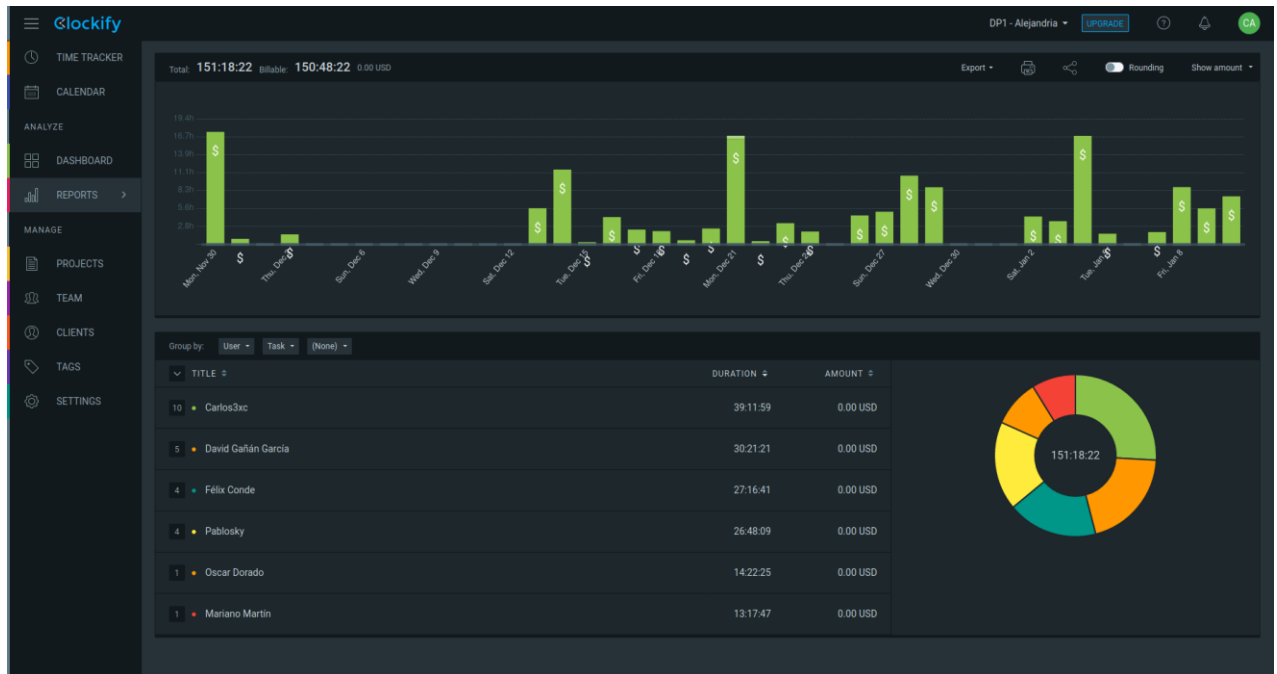 Clockify
DP1 - Alejandria
UPGRADE
?
CA
TIME TRACKER
CALENDAR
ANALYZE
DASHBOARD
REPORTS >
MANAGE
PROJECTS
TEAM
CLIENTS
TAGS
SETTINGS
Total: 151:18:22 Billable: 150:48:22 0.00 USD
Export
Rounding
Show amount
19.4h
16.7h
13.9h
11.1h
8.3h
5.6h
2.8h
Mon, Nov 30
Sun, Dec 6
Wed, Dec 9
Sat, Dec 12
Tue, Dec 15
Fri, Dec 18
Mon, Dec 21
Sun, Dec 27
Wed, Dec 30
Sat, Jan 2
Fri, Jan 8
Group by: User Task (None)
TITLE DURATION AMOUNT
10 Carlos3xc 39:11:59 0.00 USD
5 David Gañán García 30:21:21 0.00 USD
4 Félix Conde 27:16:41 0.00 USD
4 Pablosky 26:48:09 0.00 USD
1 Oscar Dorado 14:22:25 0.00 USD
1 Mariano Martín 13:17:47 0.00 USD
151:18:22